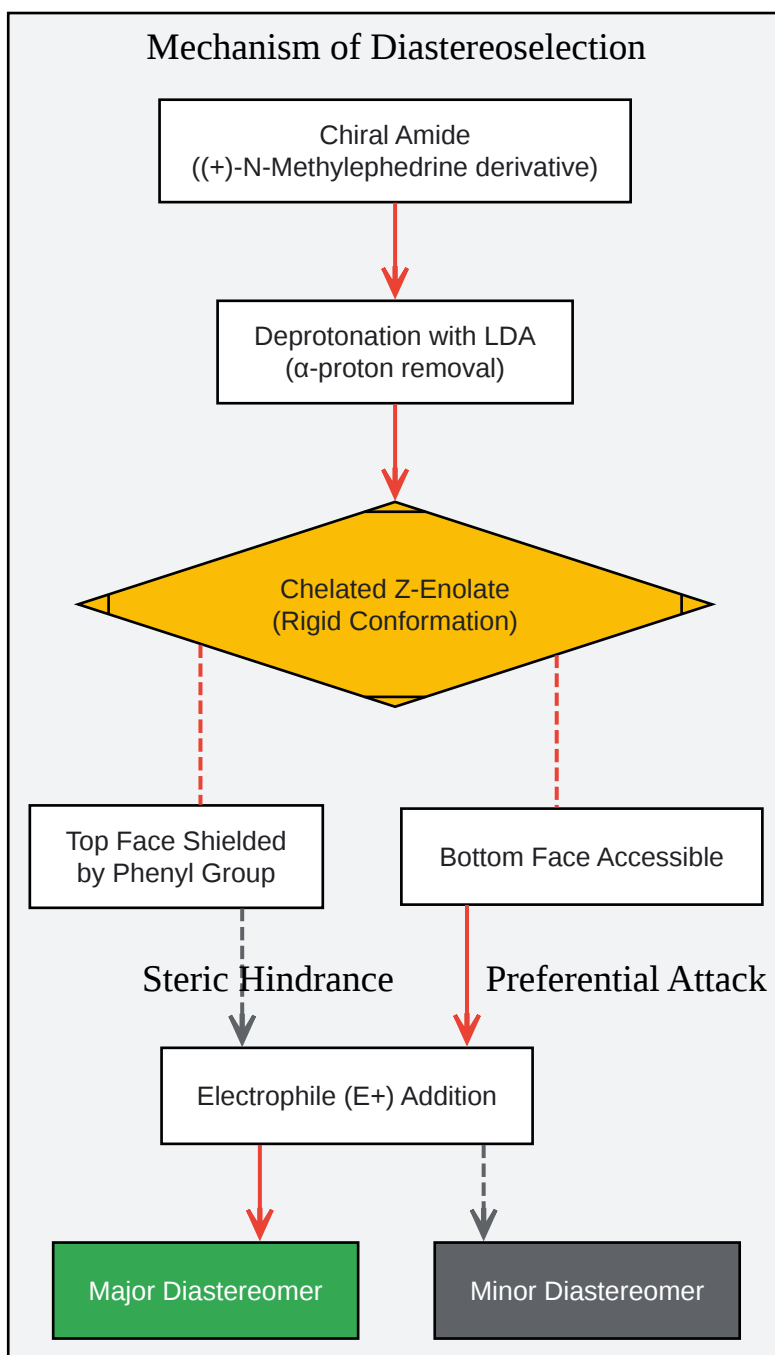 Mechanism of Diastereoselection
Chiral Amide
((+)-N-Methylephedrine derivative)
Deprotonation with LDA
(α-proton removal)
Chelated Z-Enolate
(Rigid Conformation)
Top Face Shielded
by Phenyl Group
Bottom Face Accessible
Steric Hindrance
Preferential Attack
Electrophile (E+) Addition
Major Diastereomer
Minor Diastereomer